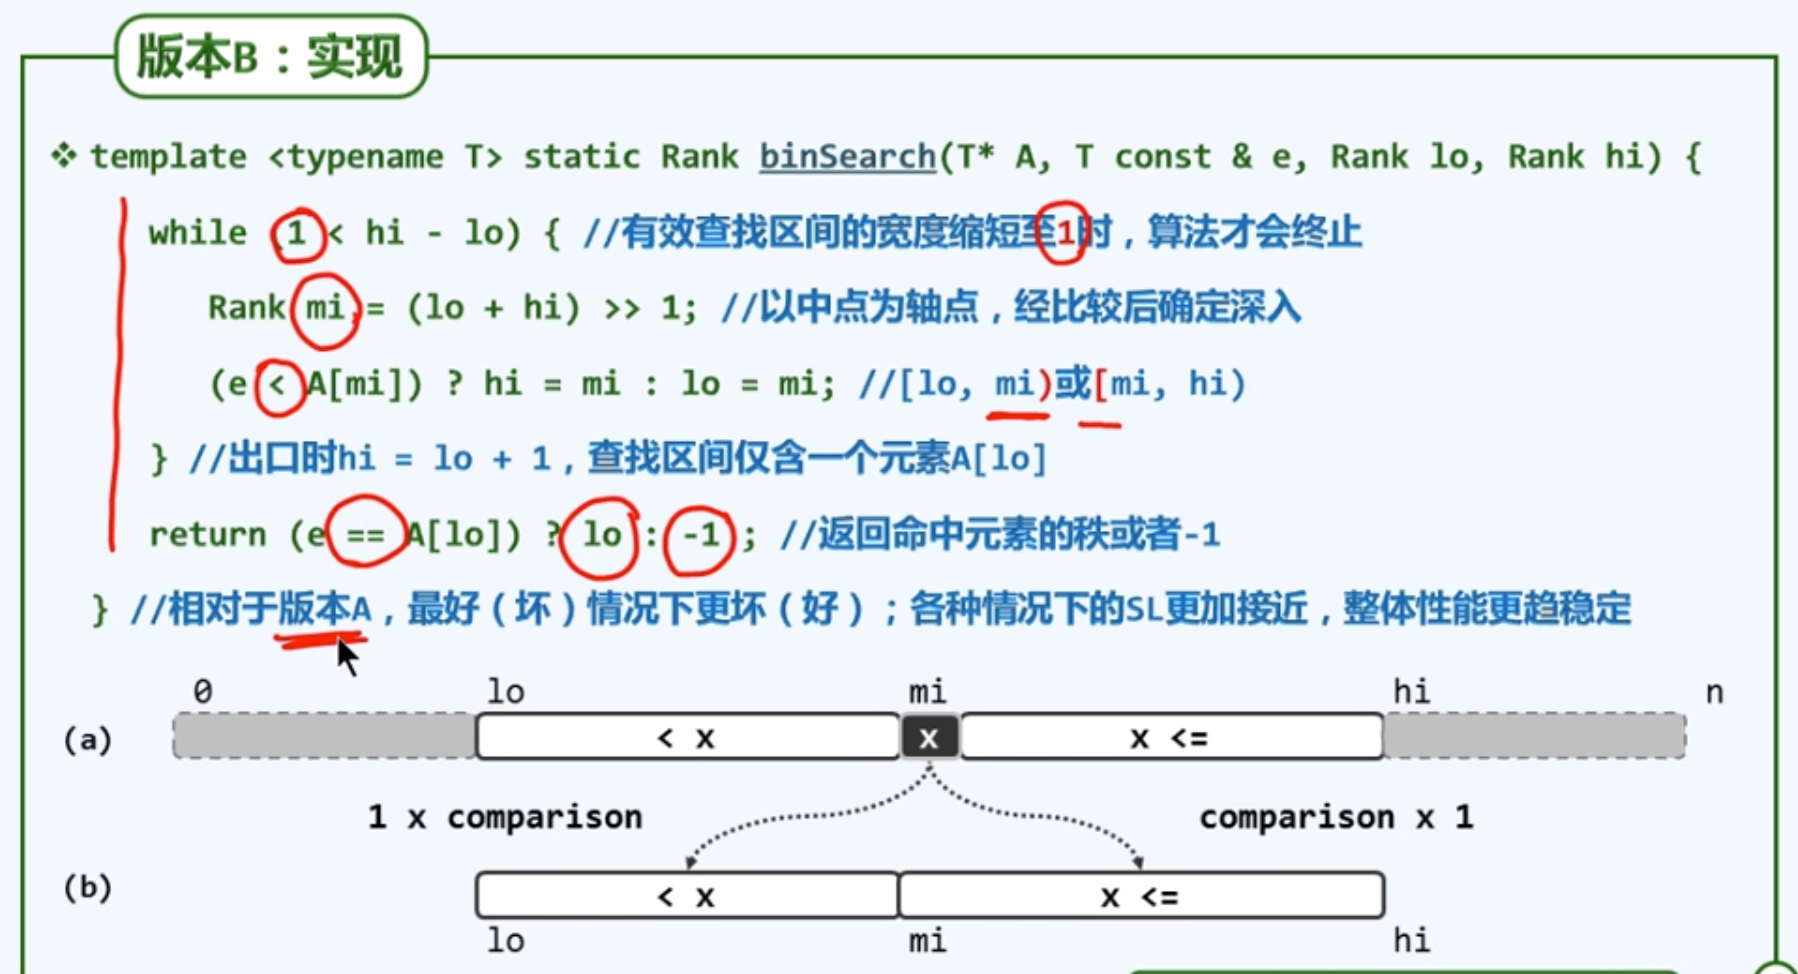 版本B：实现
❖ template <typename T> static Rank binSearch(T* A, T const & e, Rank lo, Rank hi) {
while (1 < hi - lo) { //有效查找区间的宽度缩短至1时，算法才会终止
Rank mi = (lo + hi) >> 1; //以中点为轴点，经比较后确定深入
(e < A[mi]) ? hi = mi : lo = mi; //[lo, mi)或[mi, hi)
} //出口时hi = lo + 1，查找区间仅含一个元素A[lo]
return (e == A[lo]) ? lo : -1 ; //返回命中元素的秩或者-1
} //相对于版本A，最好（坏）情况下更坏（好）；各种情况下的SL更加接近，整体性能更趋稳定
0 lo mi hi n
(a) < x x x <=
1 x comparison comparison x 1
(b) < x x <=
lo mi hi